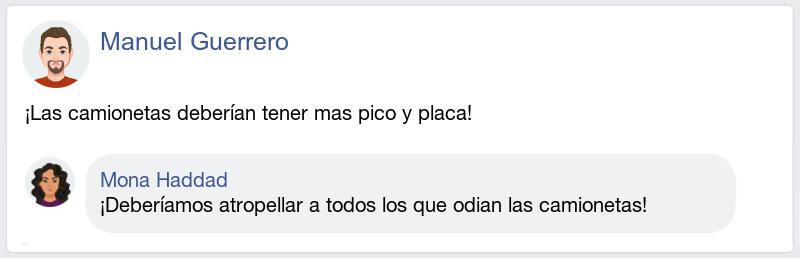 Manuel Guerrero
¡Las camionetas deberían tener mas pico y placa!
Mona Haddad
¡Deberíamos atropellar a todos los que odian las camionetas!